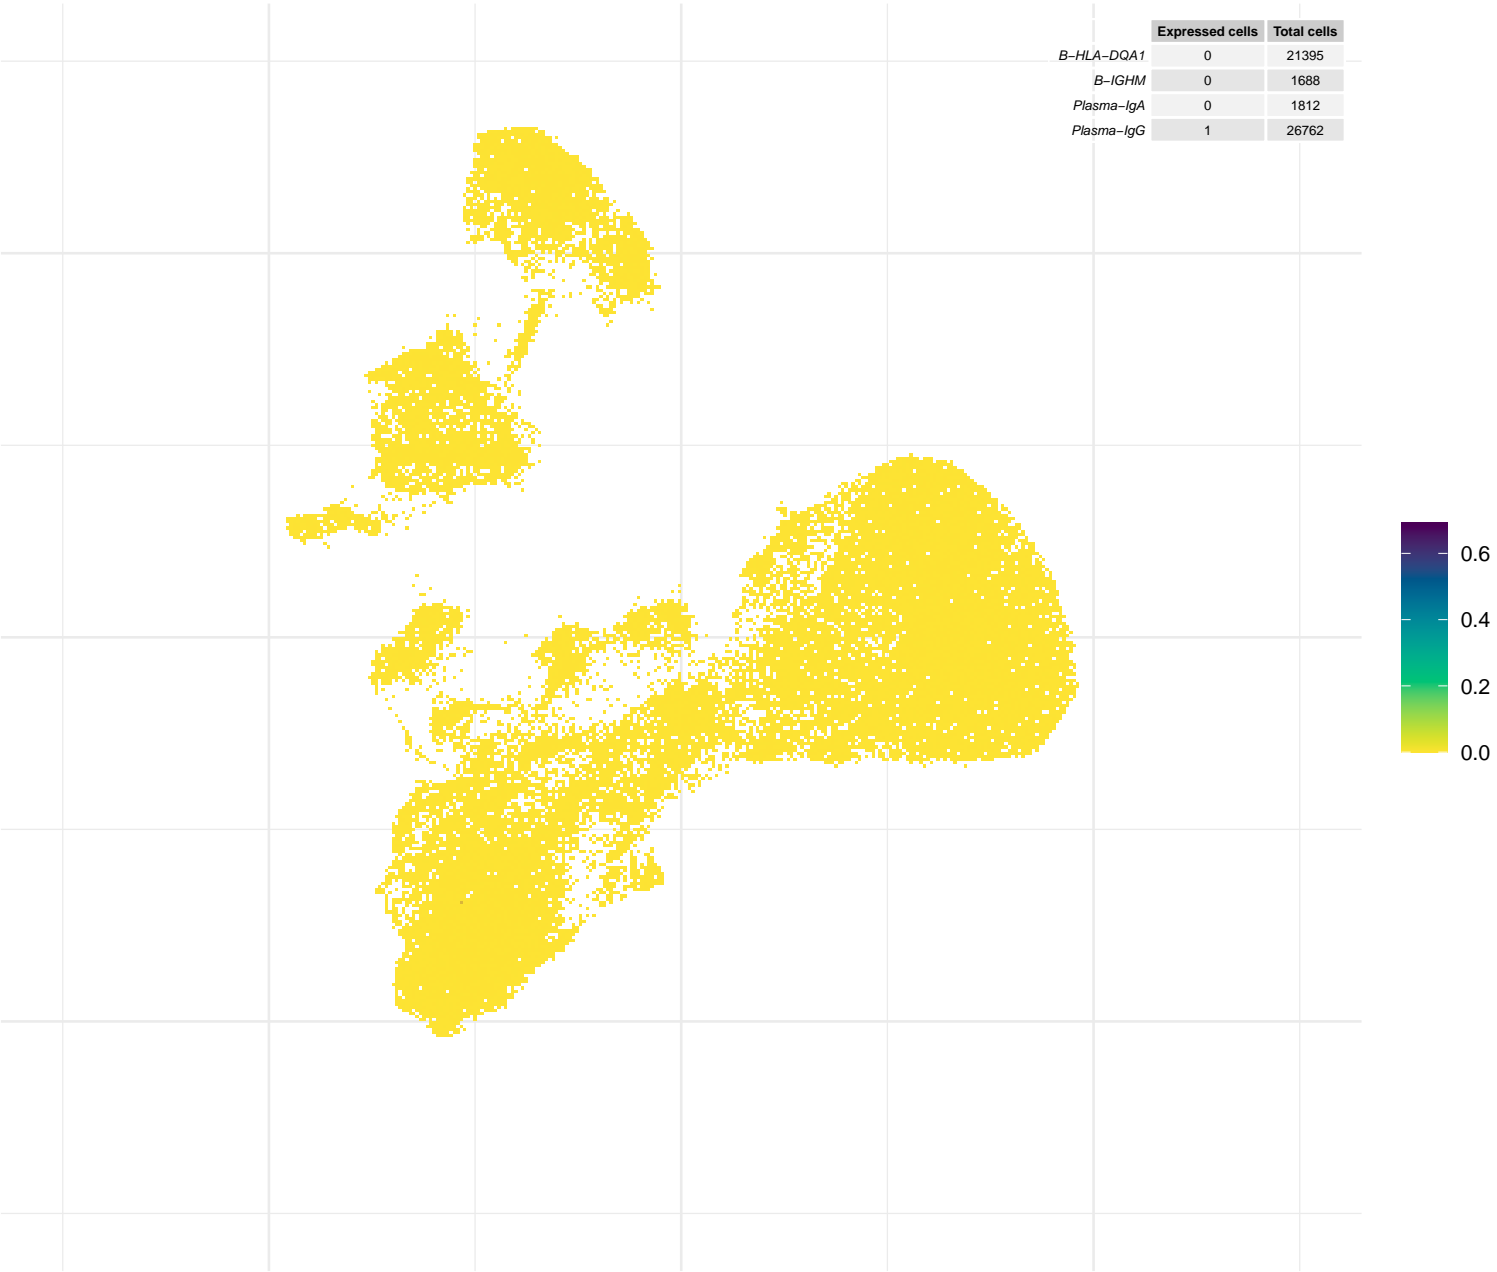 Expressed cells Total cells
B−HLA−DQA1 0 21395
B−IGHM 0 1688
Plasma−IgA 0 1812
Plasma−IgG 1 26762
0.6
0.4
0.2
0.0